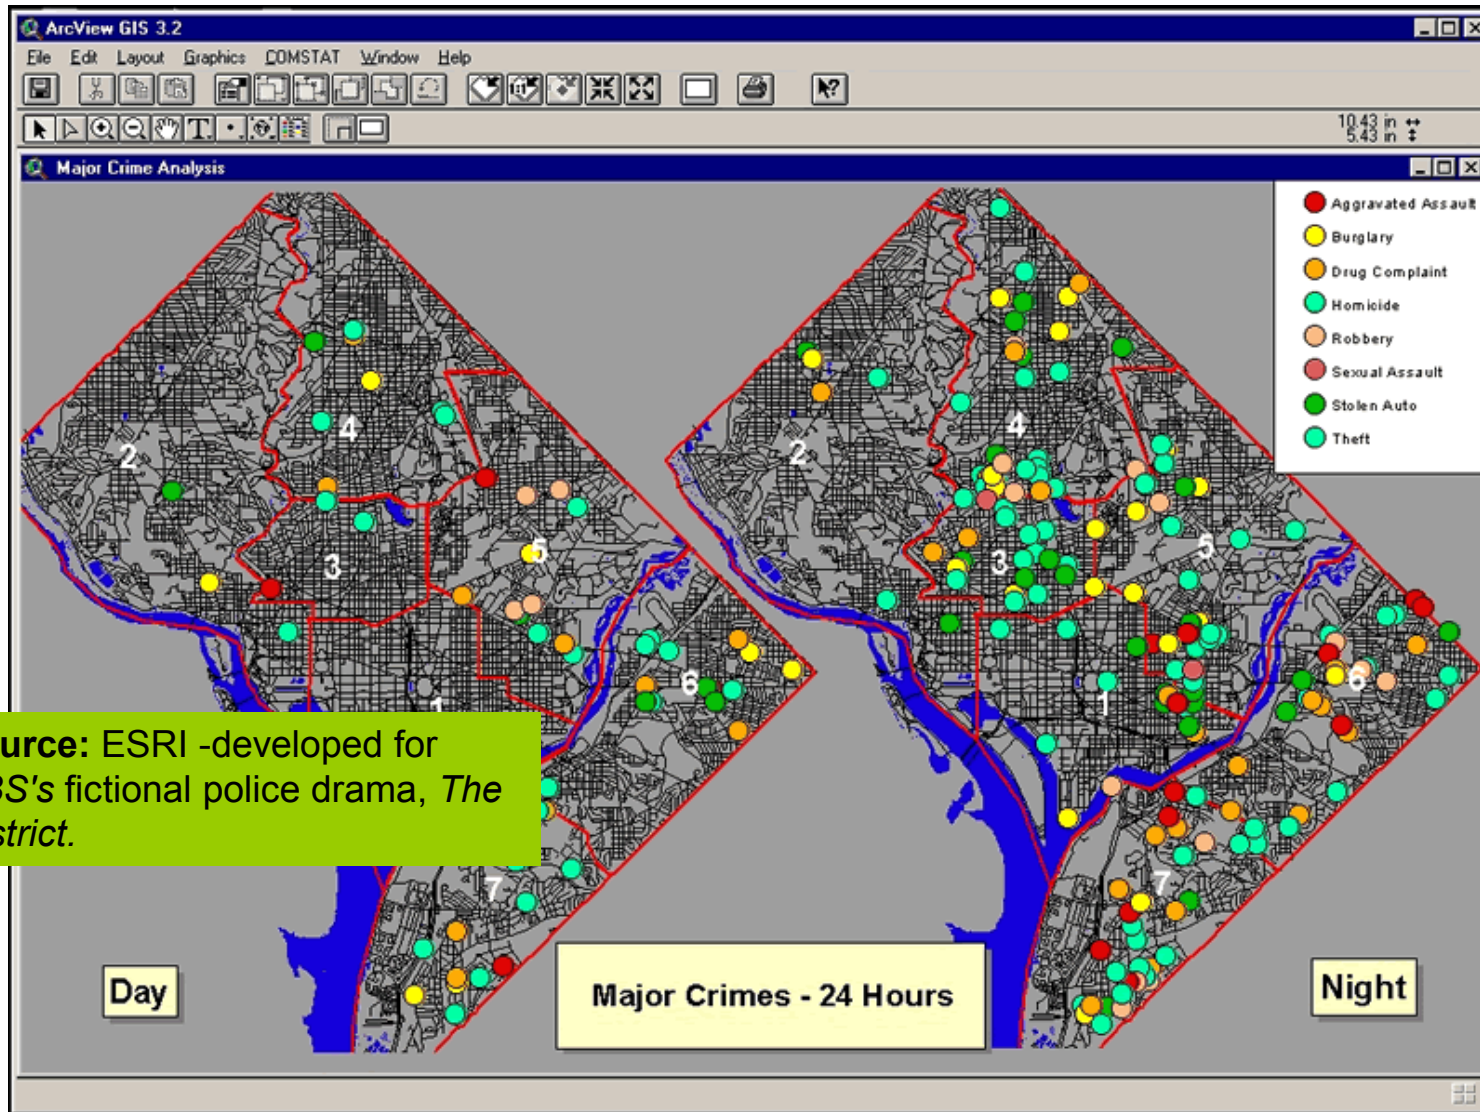 ArcView GIS 3.2
File Edit Layout Graphics COMSTAT Window Help
1:1
T
10.43 in
5.43 in
Major Crime Analysis
Aggravated Assault
Burglary
Drug Complaint
Homicide
Robbery
Sexual Assault
Stolen Auto
Theft
2
4
3
5
6
1
7
2
4
3
5
6
1
7
urce: ESRI -developed for
BS's fictional police drama, The
strict.
Day
Major Crimes - 24 Hours
Night